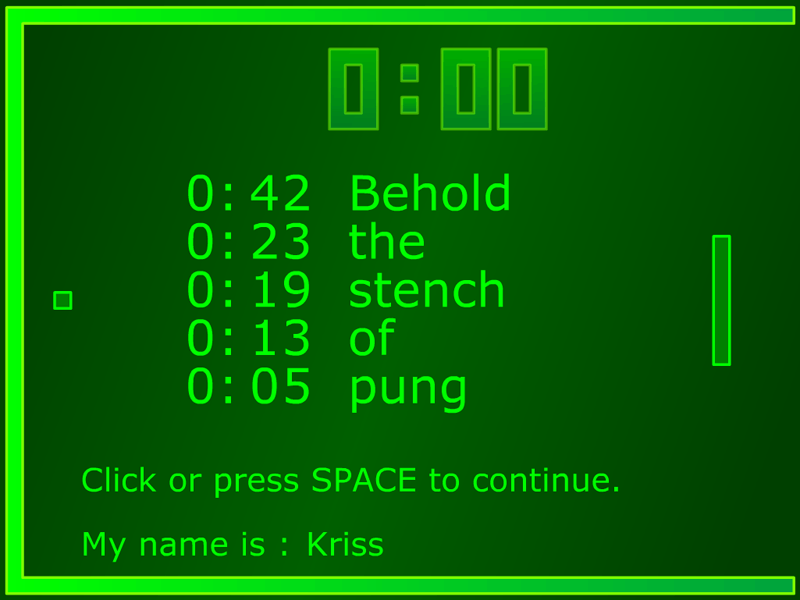 0:00
0:42 Behold
0:23 the
0:19 stench
0:13 of
0:05 pung
Click or press SPACE to continue.
My name is : Kriss